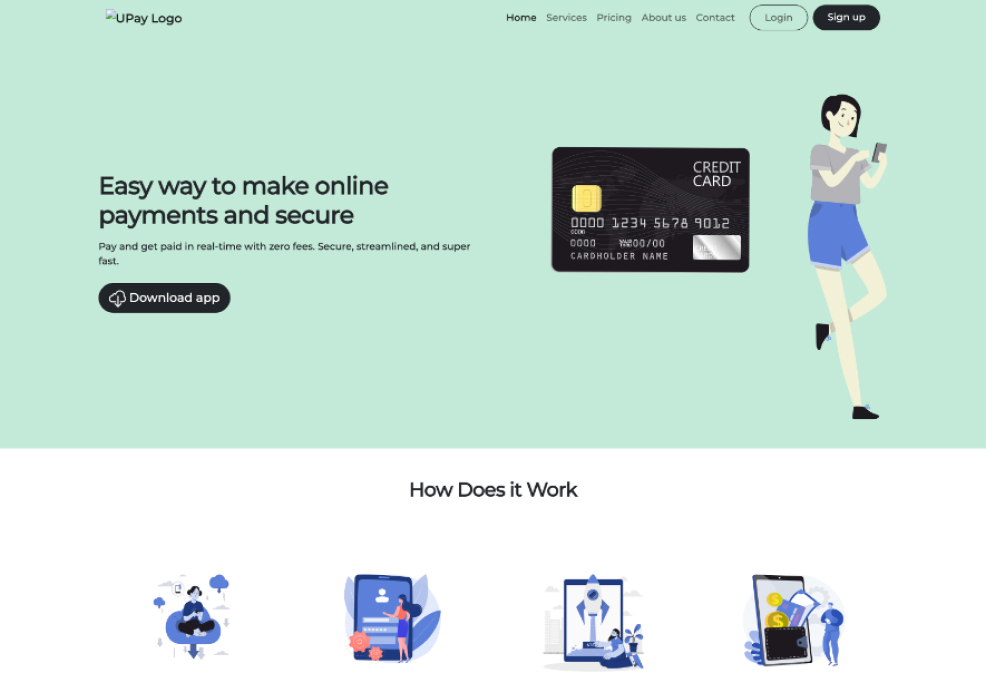 UPay Logo
Home Services Pricing About us Contact Login Sign up
Easy way to make online
payments and secure
Pay and get paid in real-time with zero fees. Secure, streamlined, and super
fast.
Download app
CREDIT
CARD
0000 1234 5678 9012
0000
0000 00/00
CARDHOLDER NAME
How Does it Work